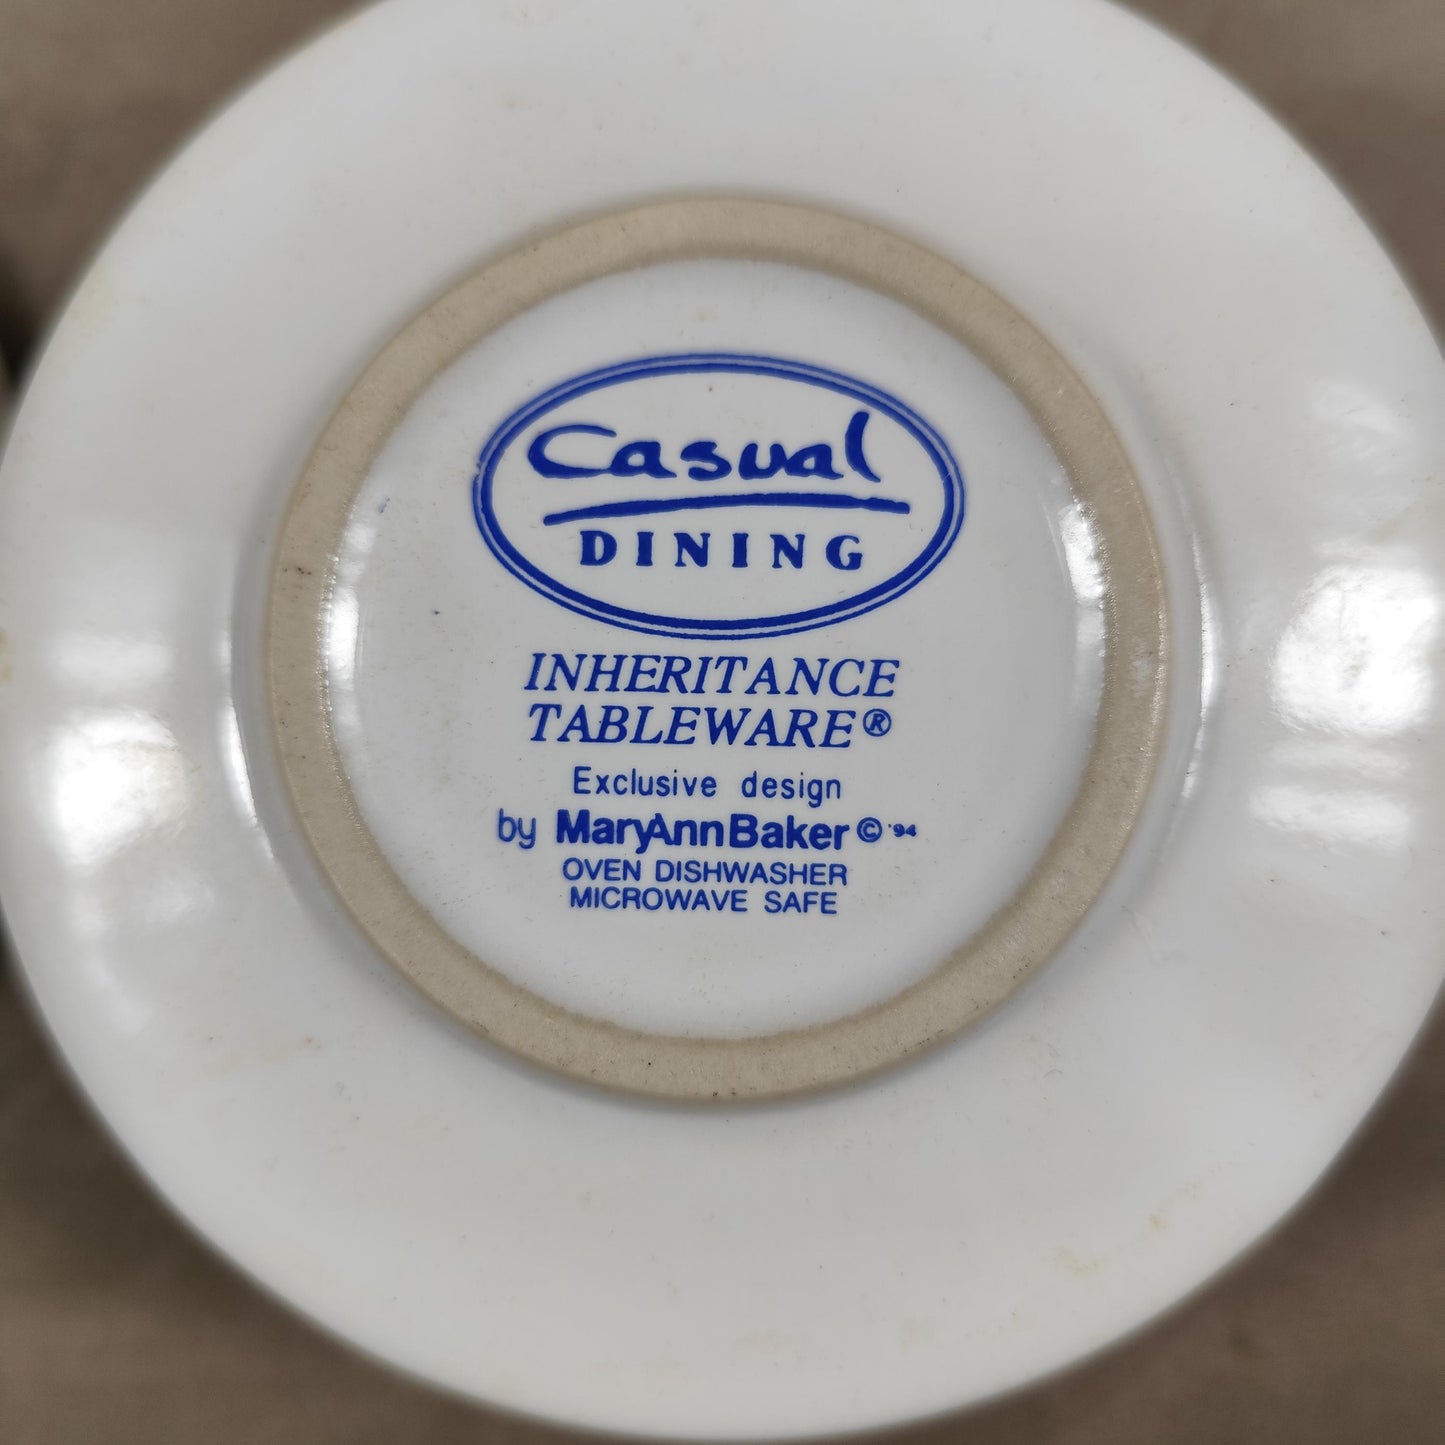 Casual
DINING
INHERITANCE
TABLEWARE®
Exclusive design
by MaryAnnBaker © '94
OVEN DISHWASHER
MICROWAVE SAFE